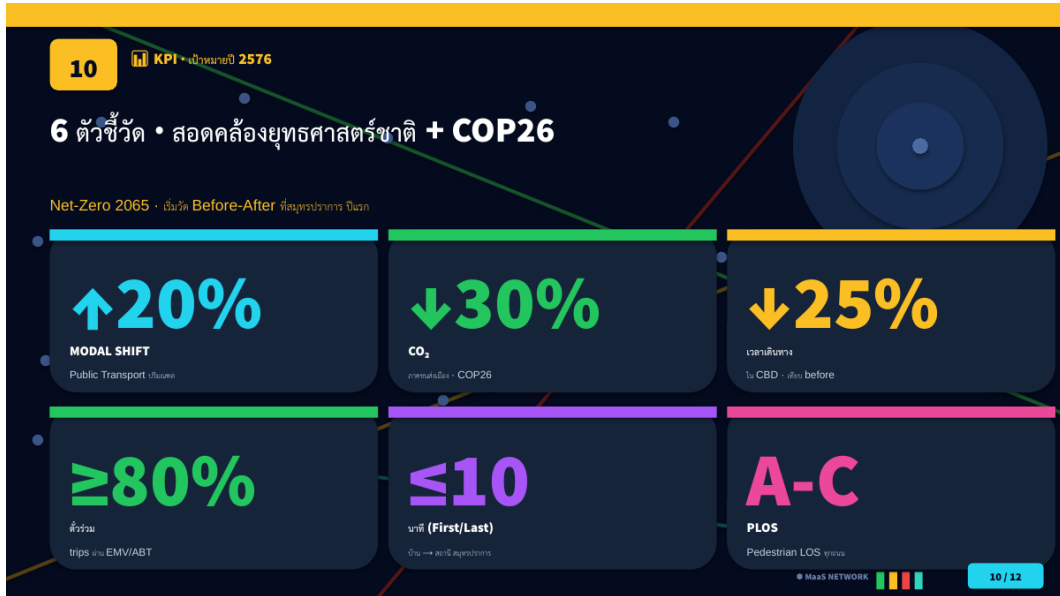 10
KPI • เป้าหมายปี 2576
6 ตัวชี้วัด • สอดคล้องยุทธศาสตร์ชาติ + COP26
Net-Zero 2065 · เริ่มวัด Before-After ที่สมุทรปราการ ปีแรก
↑20%
MODAL SHIFT
Public Transport ปริมณฑล
↓30%
CO₂
ภาคขนส่งเมือง · COP26
↓25%
เวลาเดินทาง
ใน CBD · เทียบ before
≥80%
ตั๋วร่วม
trips ผ่าน EMV/ABT
≤10
นาที (First/Last)
บ้าน → สถานี สมุทรปราการ
A-C
PLOS
Pedestrian LOS ทุกถนน
MaaS NETWORK
10 / 12